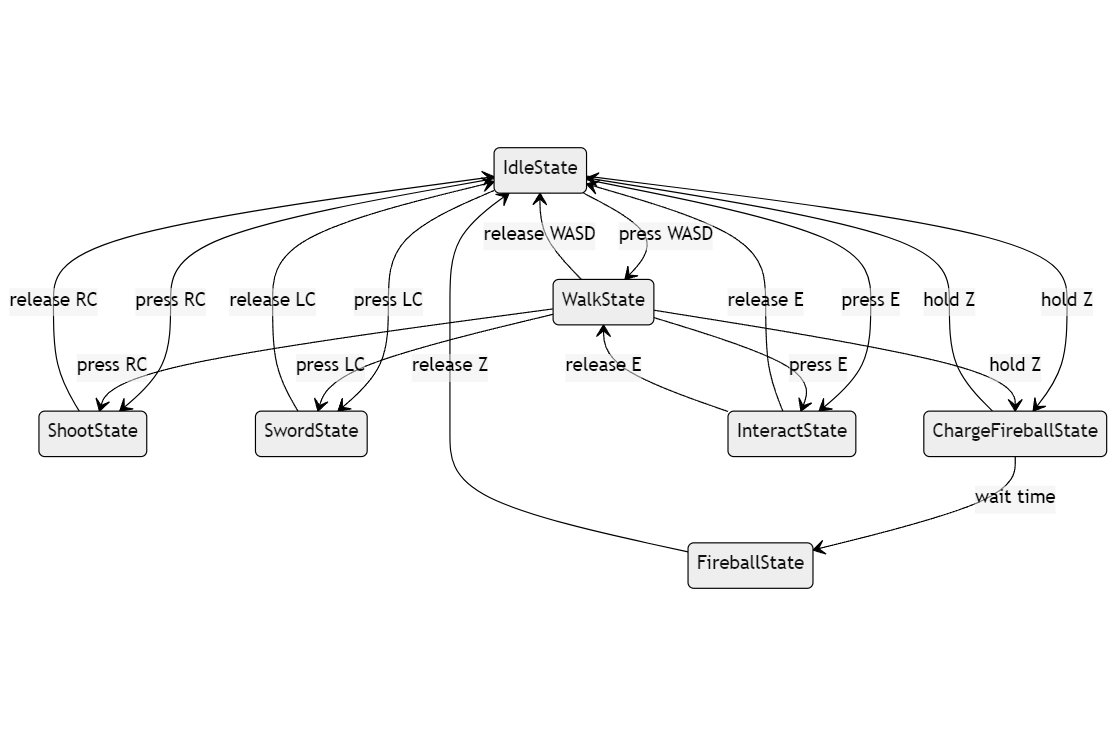 IdleState
release WASD
press WASD
release RC
press RC
release LC
press LC
WalkState
release E
press E
hold Z
hold Z
press RC
press LC
release Z
release E
press E
hold Z
ShootState
SwordState
InteractState
ChargeFireballState
wait time
FireballState